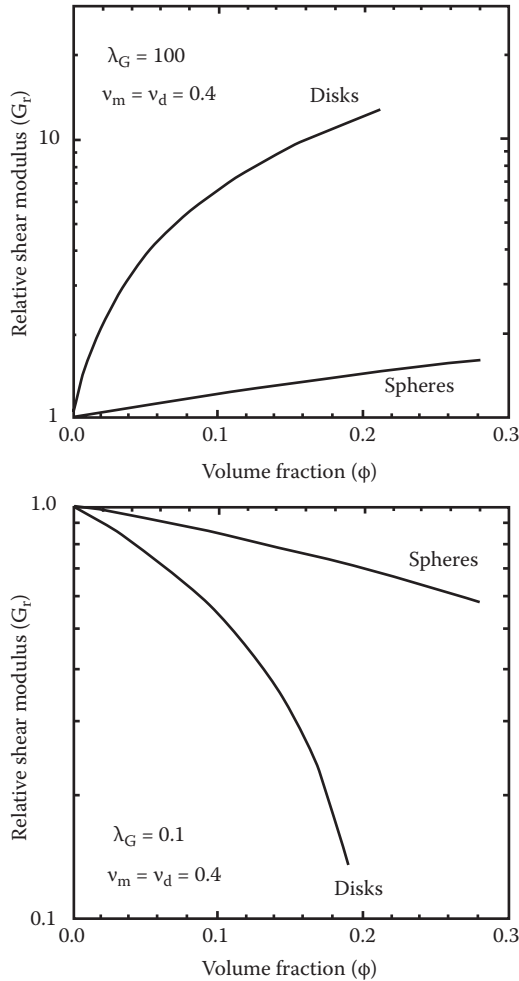 Relative shear modulus (Gr)
λG = 100
νm = νd = 0.4
Disks
10
Spheres
1
0.0 0.1 0.2 0.3
Volume fraction (ϕ)
1.0
Relative shear modulus (Gr)
Spheres
λG = 0.1
νm = νd = 0.4
Disks
0.1
0.0 0.1 0.2 0.3
Volume fraction (ϕ)